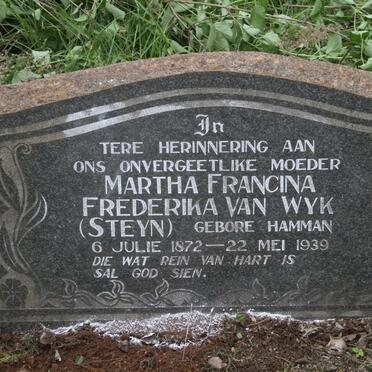 In
TERE HERINNERING AAN
ONS ONVERGEETLIKE MOEDER
MARTHA FRANCINA
FREDERIKA VAN WYK
(STEYN) GEBORE HAMMAN
6 JULIE 1872 — 22 MEI 1939
DIE WAT REIN VAN HART IS
SAL GOD SIEN.